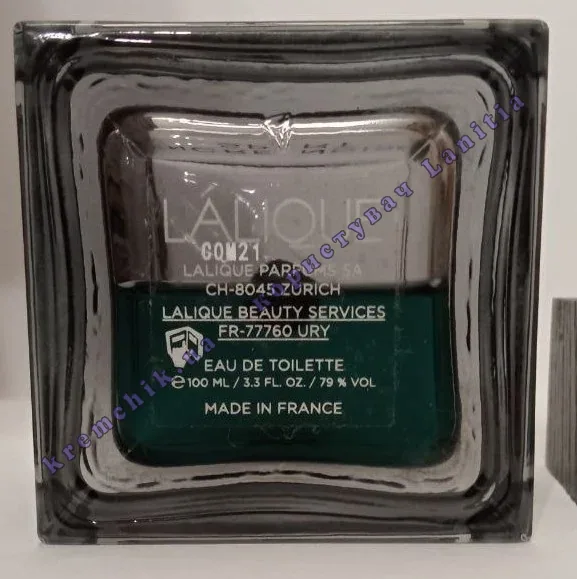 LALIQUE
GOM21
LALIQUE PARFUMS SA
CH-8045 ZURICH
LALIQUE BEAUTY SERVICES
FR-77760 URY
EAU DE TOILETTE
℮ 100 ML / 3.3 FL. OZ. / 79 % VOL
MADE IN FRANCE
kremchik.ua користувач Lanitia